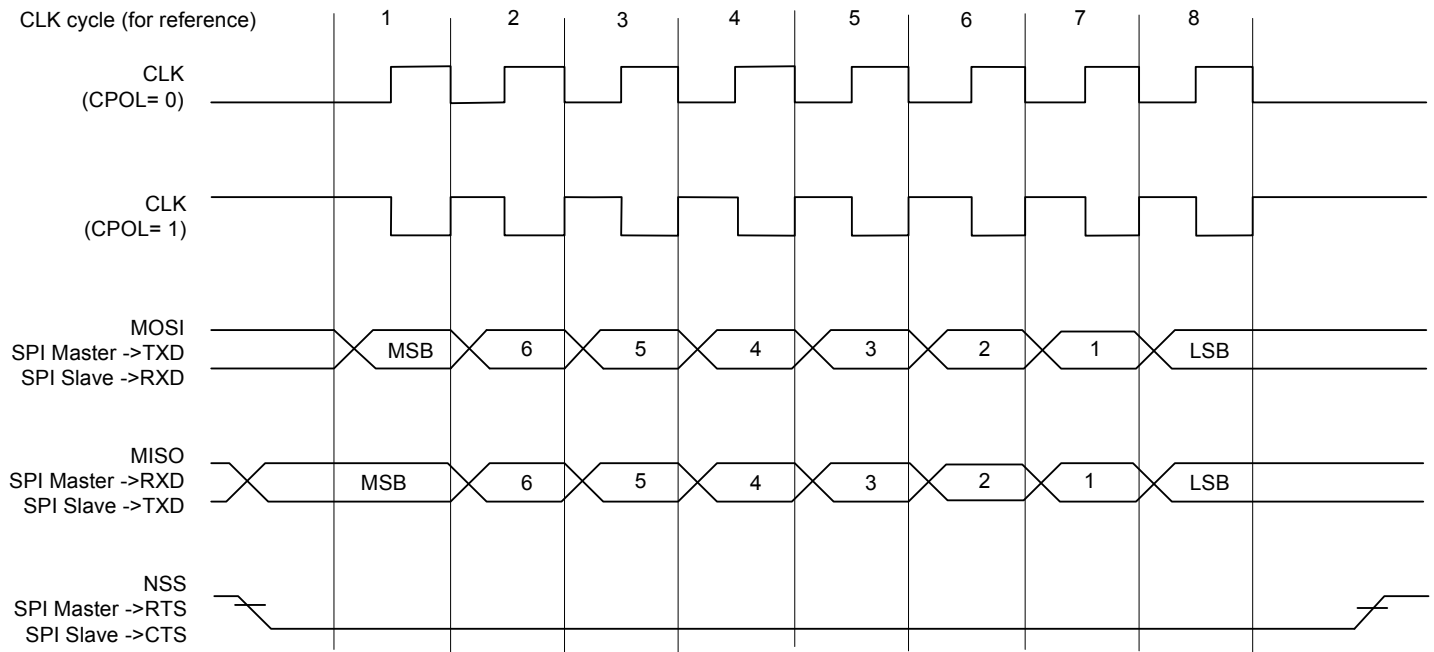 CLK cycle (for reference) 1 2 3 4 5 6 7 8
CLK
(CPOL= 0)
CLK
(CPOL= 1)
MOSI
SPI Master ->TXD
SPI Slave ->RXD
MSB 6 5 4 3 2 1 LSB
MISO
SPI Master ->RXD
SPI Slave ->TXD
MSB 6 5 4 3 2 1 LSB
NSS
SPI Master ->RTS
SPI Slave ->CTS